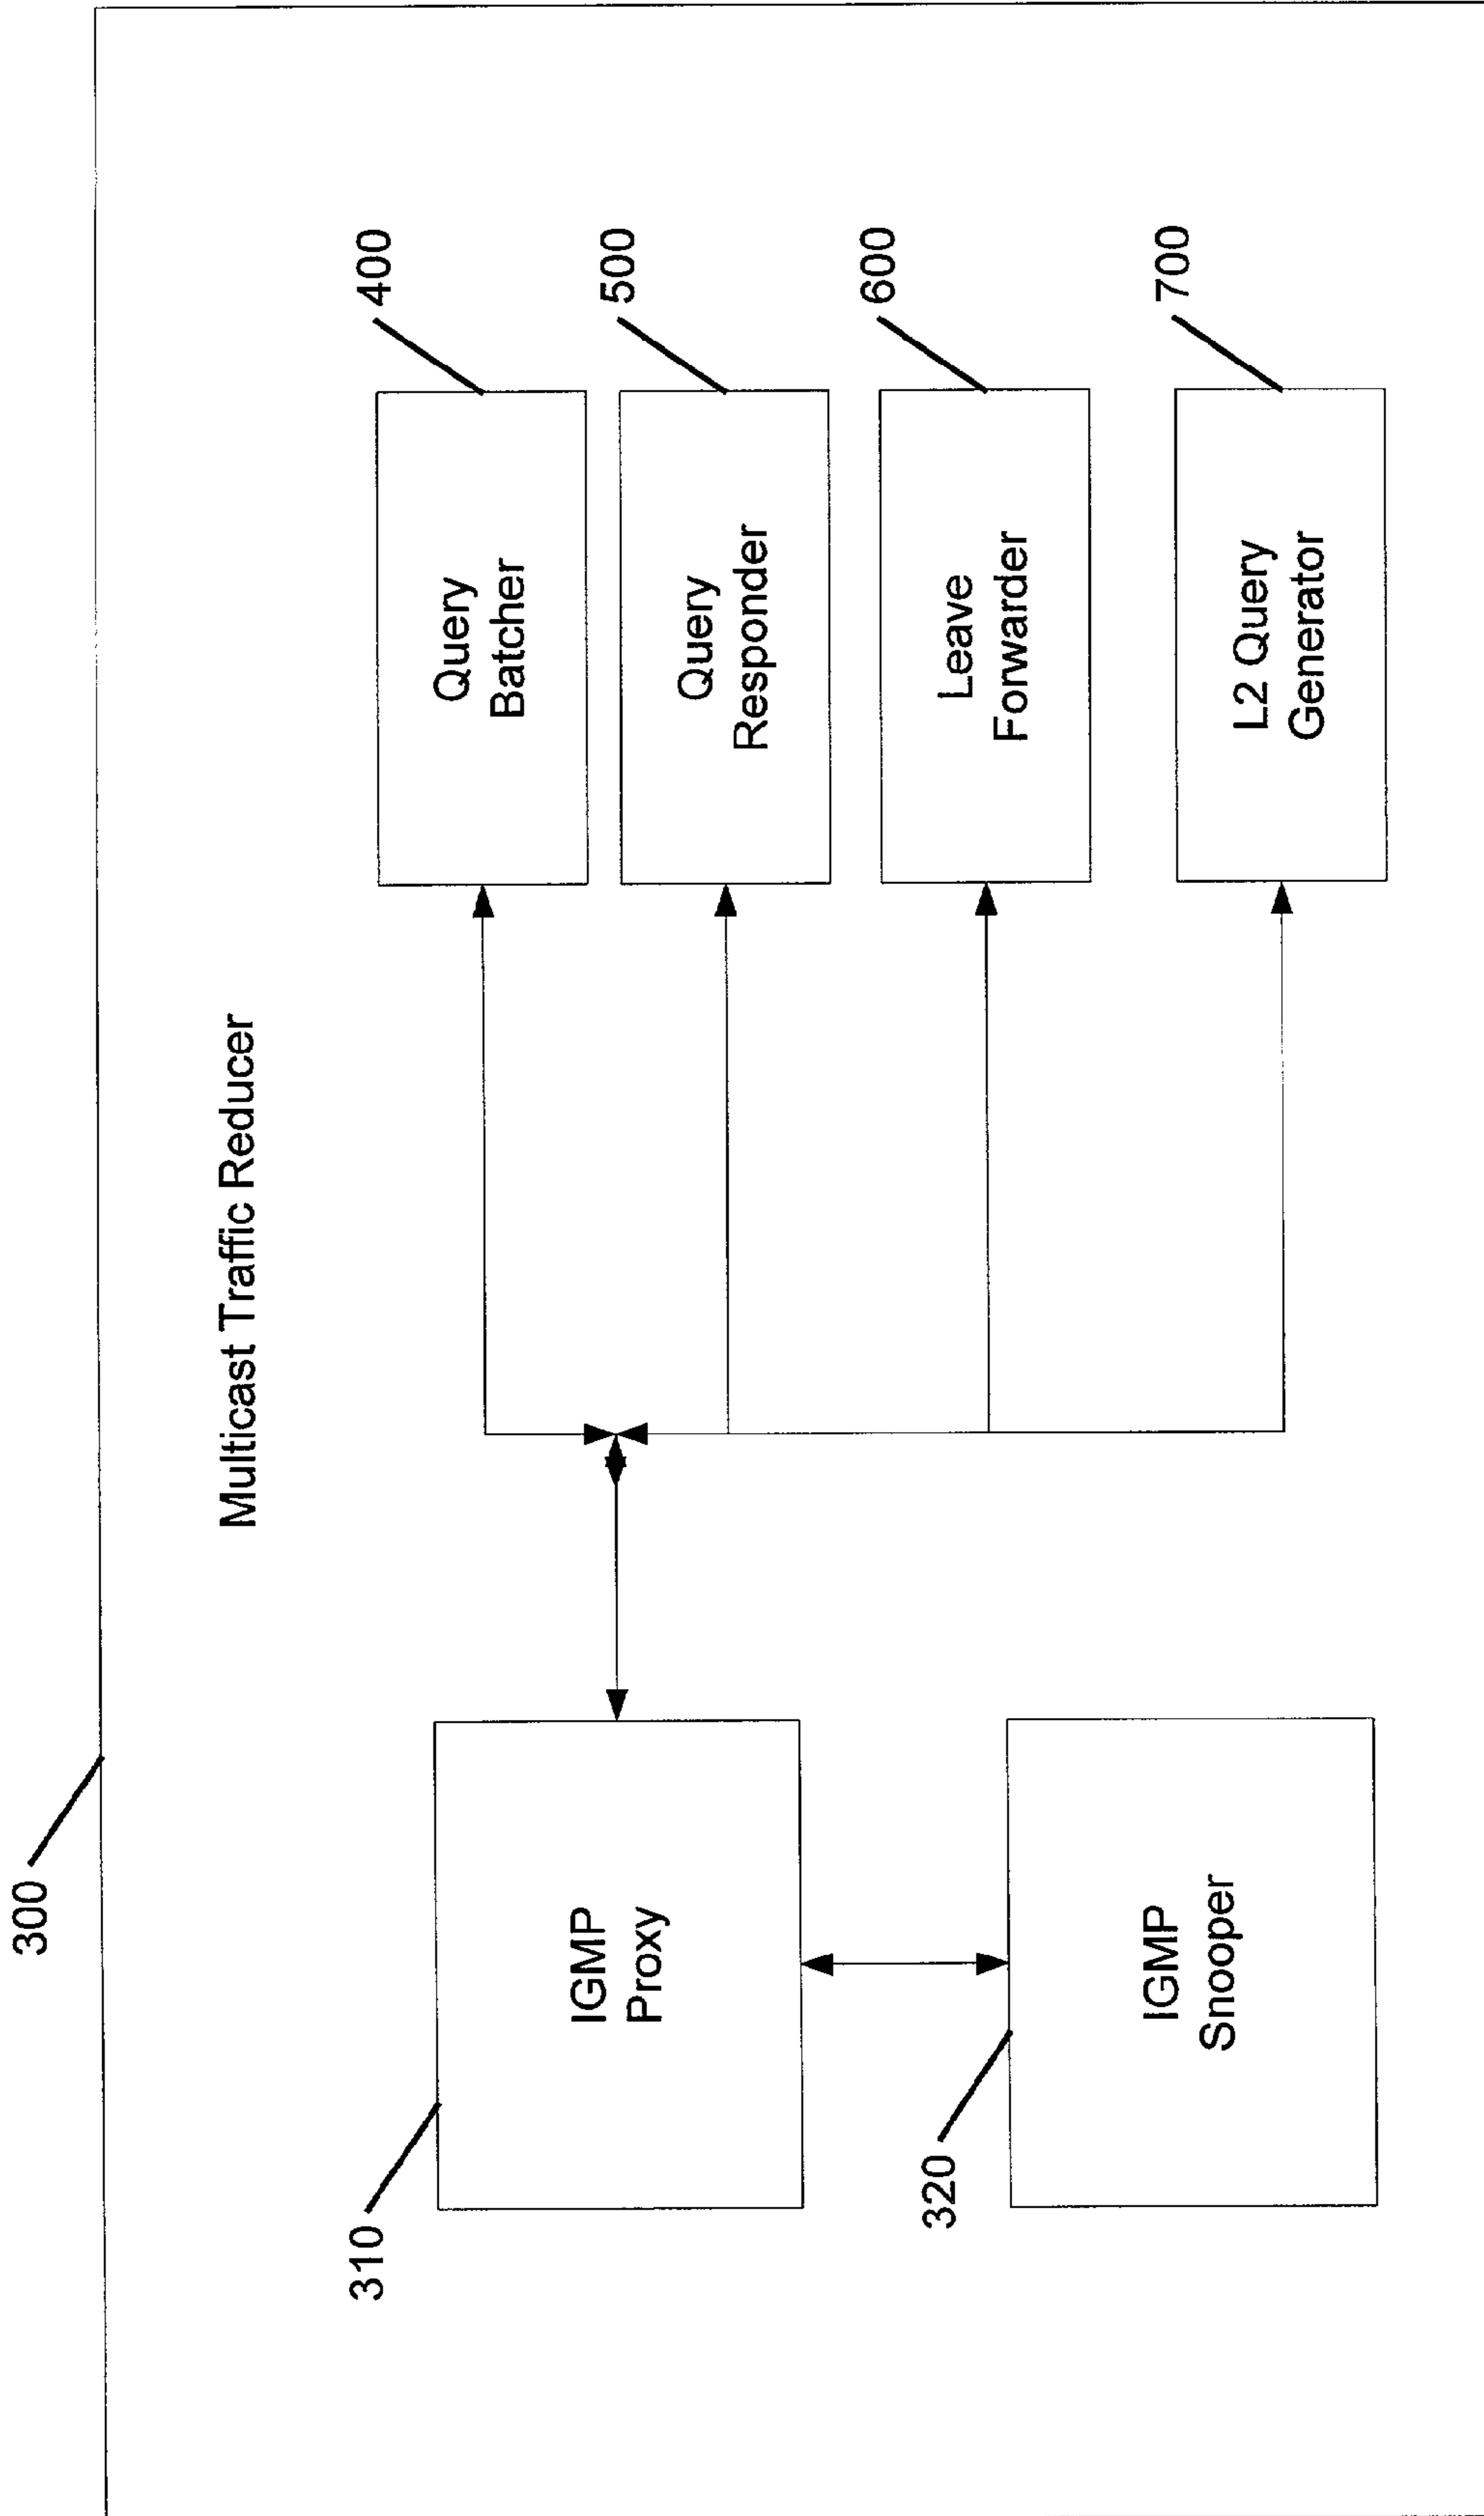 300
Multicast Traffic Reducer
310
IGMP
Proxy
320
IGMP
Snooper
400
Query
Batcher
500
Query
Responder
600
Leave
Forwarder
700
L2 Query
Generator